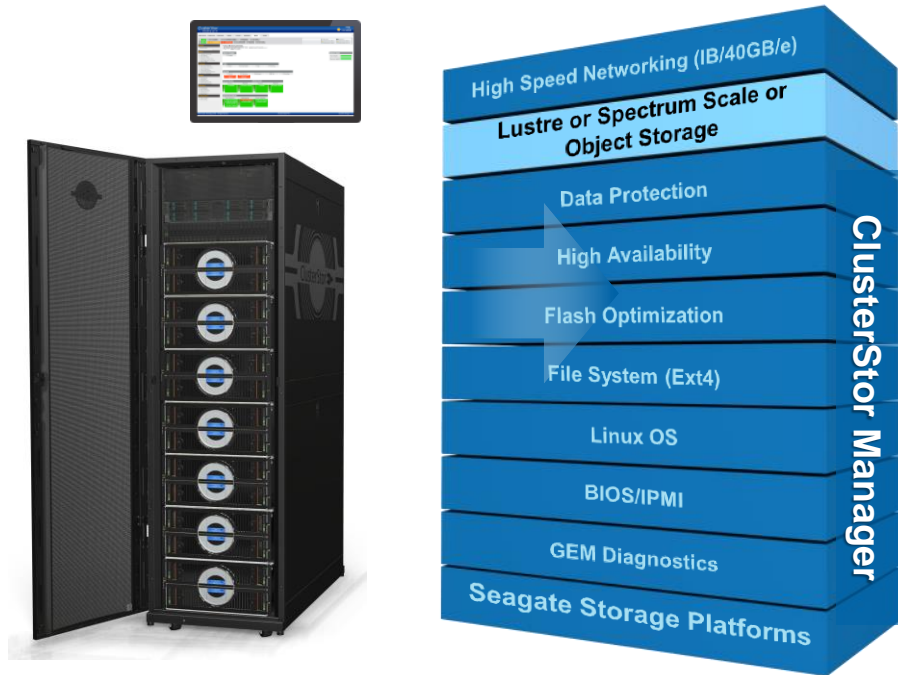 High Speed Networking (IB/40GB/e)
Lustre or Spectrum Scale or
Object Storage
Data Protection
High Availability
Flash Optimization
File System (Ext4)
Linux OS
BIOS/IPMI
GEM Diagnostics
Seagate Storage Platforms
ClusterStor Manager
ClusterStor